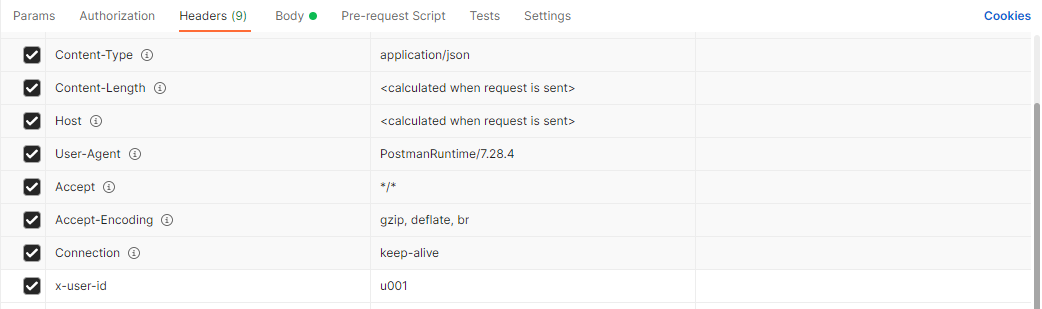 Params Authorization Headers (9) Body Pre-request Script Tests Settings Cookies
Content-Type application/json
Content-Length <calculated when request is sent>
Host <calculated when request is sent>
User-Agent PostmanRuntime/7.28.4
Accept */*
Accept-Encoding gzip, deflate, br
Connection keep-alive
x-user-id u001